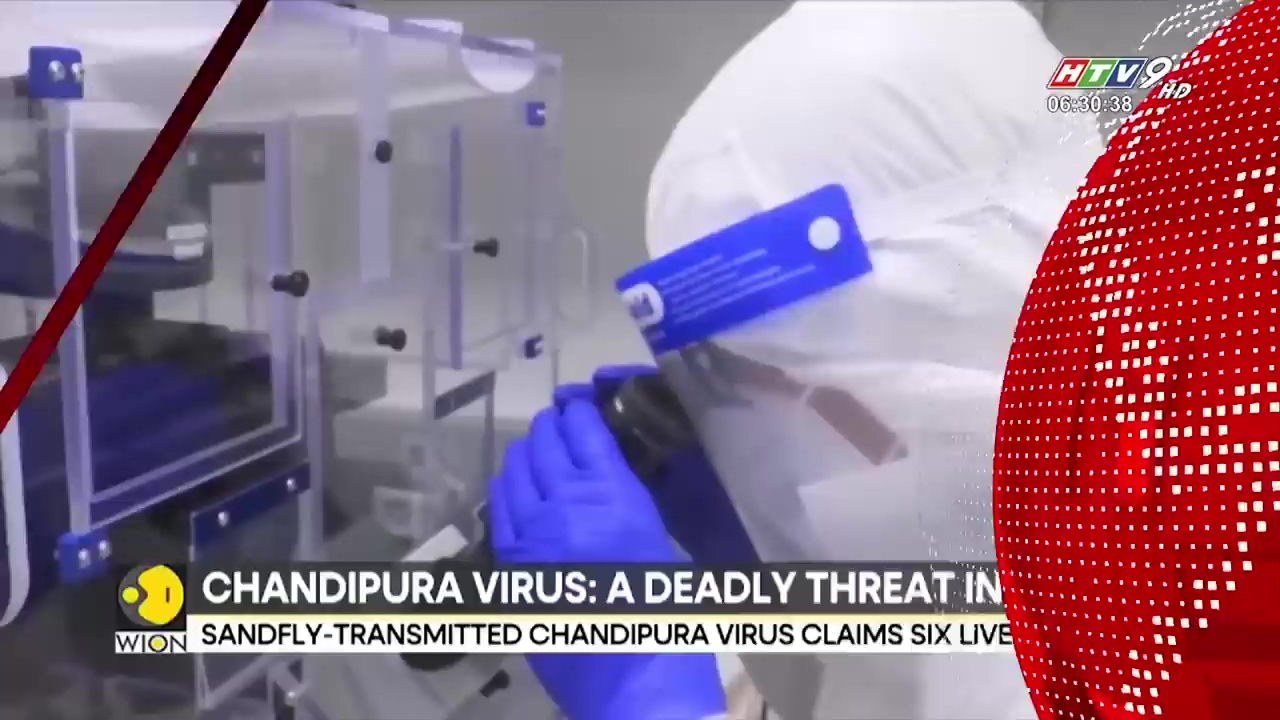 HTV9
HD
06:30:38
CHANDIPURA VIRUS: A DEADLY THREAT IN
WION
SANDFLY-TRANSMITTED CHANDIPURA VIRUS CLAIMS SIX LIVE